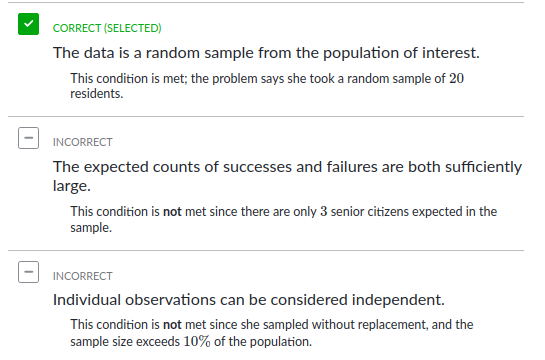 CORRECT (SELECTED)
The data is a random sample from the population of interest.
This condition is met; the problem says she took a random sample of 20
residents.
INCORRECT
The expected counts of successes and failures are both sufficiently
large.
This condition is not met since there are only 3 senior citizens expected in the
sample.
INCORRECT
Individual observations can be considered independent.
This condition is not met since she sampled without replacement, and the
sample size exceeds 10% of the population.